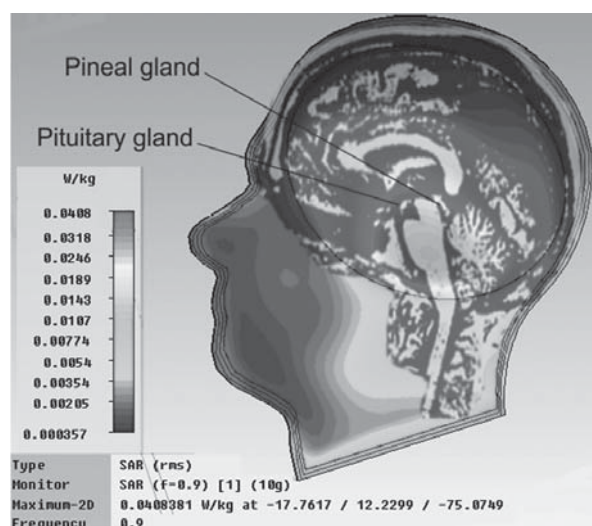 Pineal gland
Pituitary gland
W/kg
0.0408
0.0318
0.0246
0.0189
0.0143
0.0107
0.00774
0.0054
0.00354
0.00205
0.000357
Type SAR (rms)
Monitor SAR (f=0.9) [1] (10g)
Maximum-2D 0.0408381 W/kg at -17.7617 / 12.2299 / -75.0749
Frequency 0.9